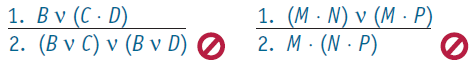 1. B v (C · D)
2. (B v C) v (B v D)
1. (M · N) v (M · P)
2. M · (N · P)